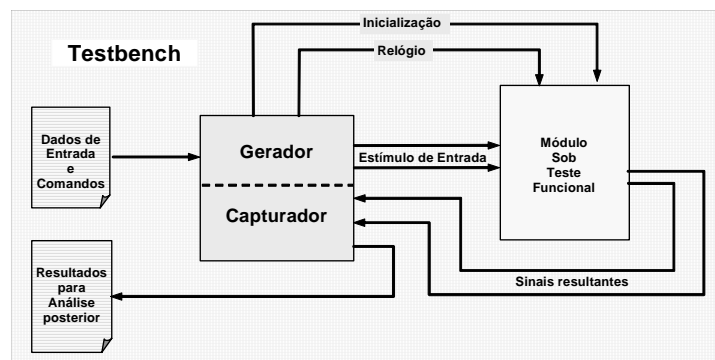 Inicialização
Testbench
Relógio
Dados de
Entrada
e
Comandos
Gerador
Estímulo de Entrada
Módulo
Sob
Teste
Funcional
Capturador
Resultados
para
Análise
posterior
Sinais resultantes